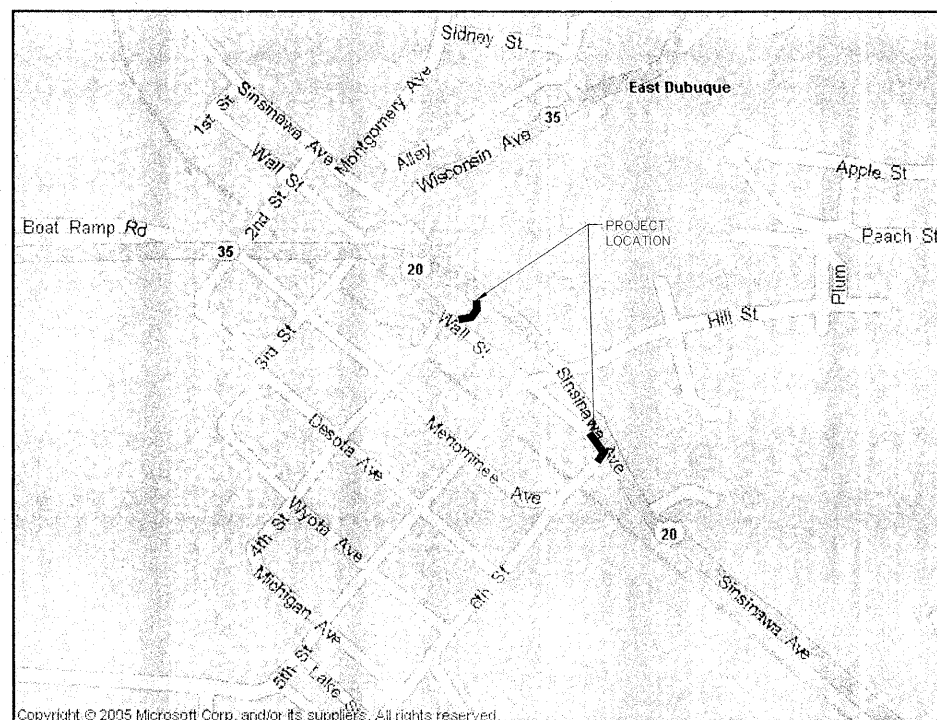 Sidney St
East Dubuque
Sinsinawa Ave
1st St
Montgomery Ave
35
Alley
Wisconsin Ave
Wall St
2nd St
Apple St
Boat Ramp Rd
35
PROJECT
LOCATION
Peach St
20
Plum
Wall St
Hill St
3rd St
Sinsinawa Ave
Desota Ave
Menominee Ave
Wyota Ave
4th St
20
6th St
Michigan Ave
Sinsinawa Ave
5th St
Lake St
Copyright © 2005 Microsoft Corp. and/or its suppliers. All rights reserved.